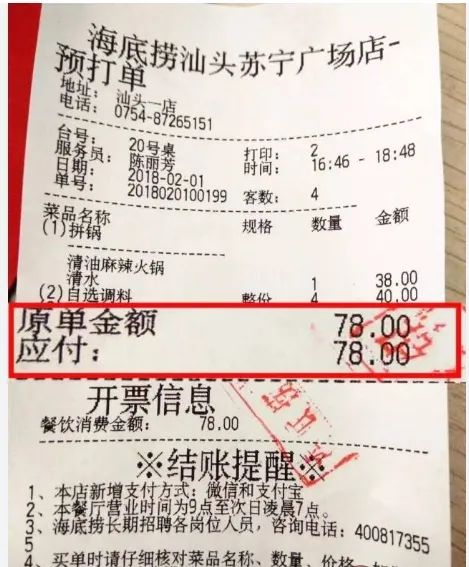 海底捞汕头苏宁广场店-
预打单
地址: 汕头一店
电话: 0754-87265151
台号: 20号桌 打印: 2
服务员: 陈丽芳 时间: 16:46 - 18:48
日期: 2018-02-01
单号: 2018020100199 客数: 4
菜品名称 规格 数量 金额
(1)拼锅
清油麻辣火锅 1 38.00
清水
(2)自选调料 整份 4 40.00
原单金额 78.00
应付: 78.00
开票信息
餐饮消费金额: 78.00
※结账提醒※
1、本店新增支付方式: 微信和支付宝
2、本餐厅营业时间为9点至次日凌晨7点。
3、海底捞长期招聘各岗位人员, 咨询电话: 400817355
5
4、买单时请仔细核对菜品名称、数量、价格、